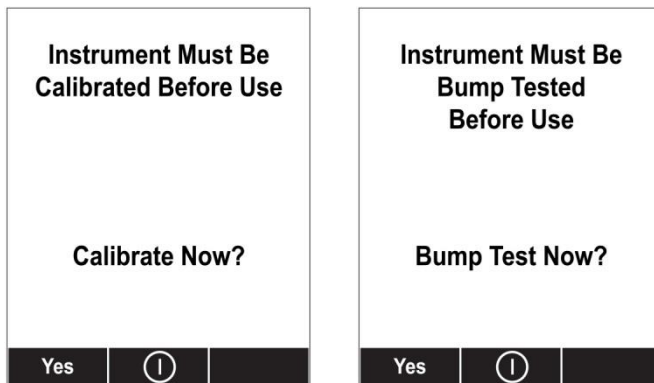 Instrument Must Be
Calibrated Before Use
Calibrate Now?
Yes
Instrument Must Be
Bump Tested
Before Use
Bump Test Now?
Yes